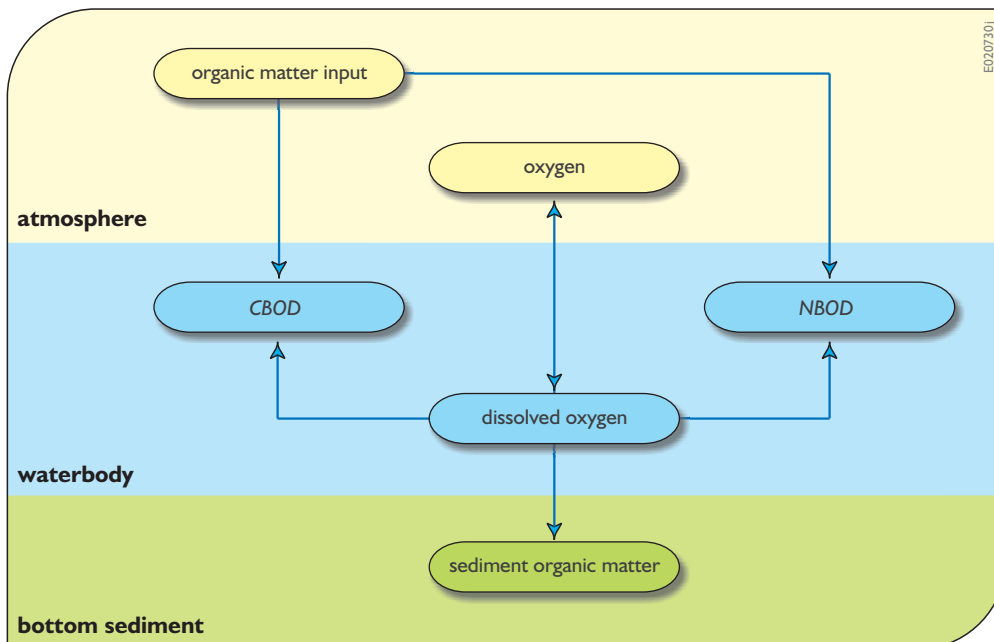 E020730i
organic matter input
oxygen
atmosphere
CBOD
NBOD
dissolved oxygen
waterbody
sediment organic matter
bottom sediment